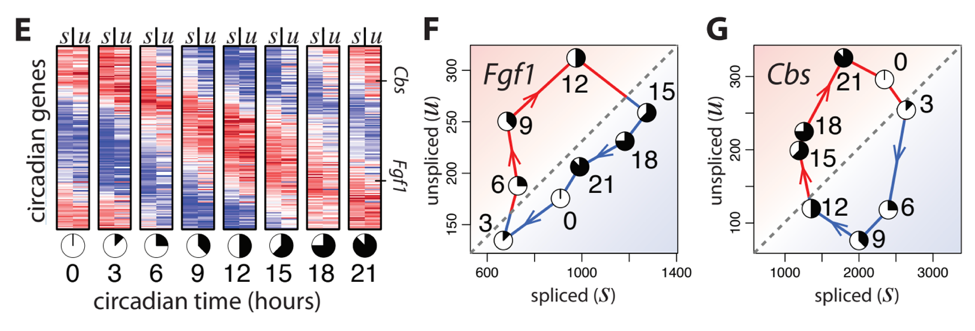 E
s|u s|u s|u s|u s|u s|u s|u s|u
circadian genes
Cbs
Fgf1
0 3 6 9 12 15 18 21
circadian time (hours)
F
Fgf1
unspliced (u)
300
250
200
150
12
15
9
18
21
6
0
3
600 1000 1400
spliced (s)
G
Cbs
unspliced (u)
300
200
100
21
0
3
18
15
12
6
9
1000 2000 3000
spliced (s)